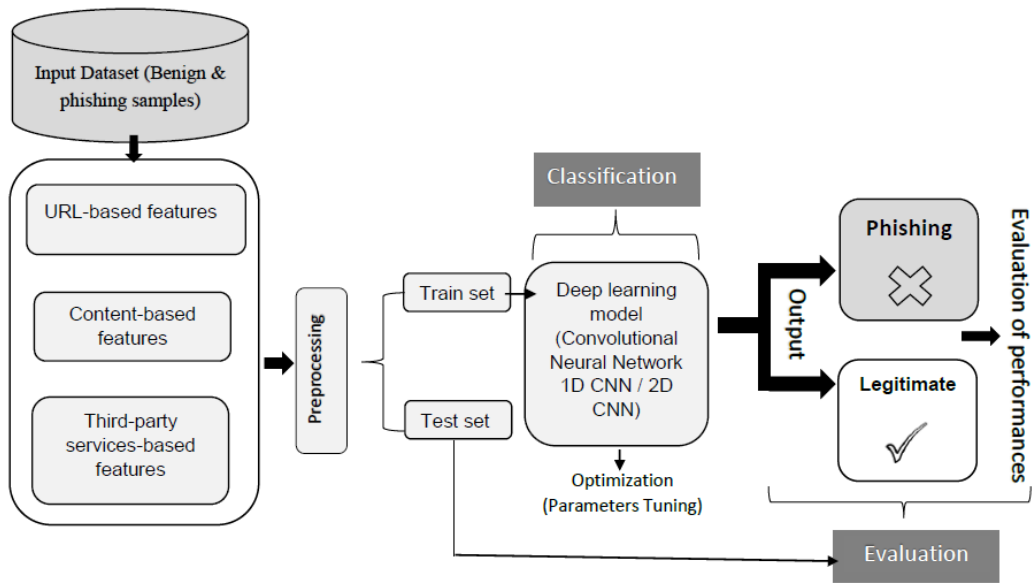 Input Dataset (Benign &
phishing samples)
URL-based features
Content-based
features
Third-party
services-based
features
Preprocessing
Train set
Test set
Classification
Deep learning
model
(Convolutional
Neural Network
1D CNN / 2D
CNN)
Optimization
(Parameters Tuning)
Output
Phishing
Legitimate
Evaluation of performances
Evaluation